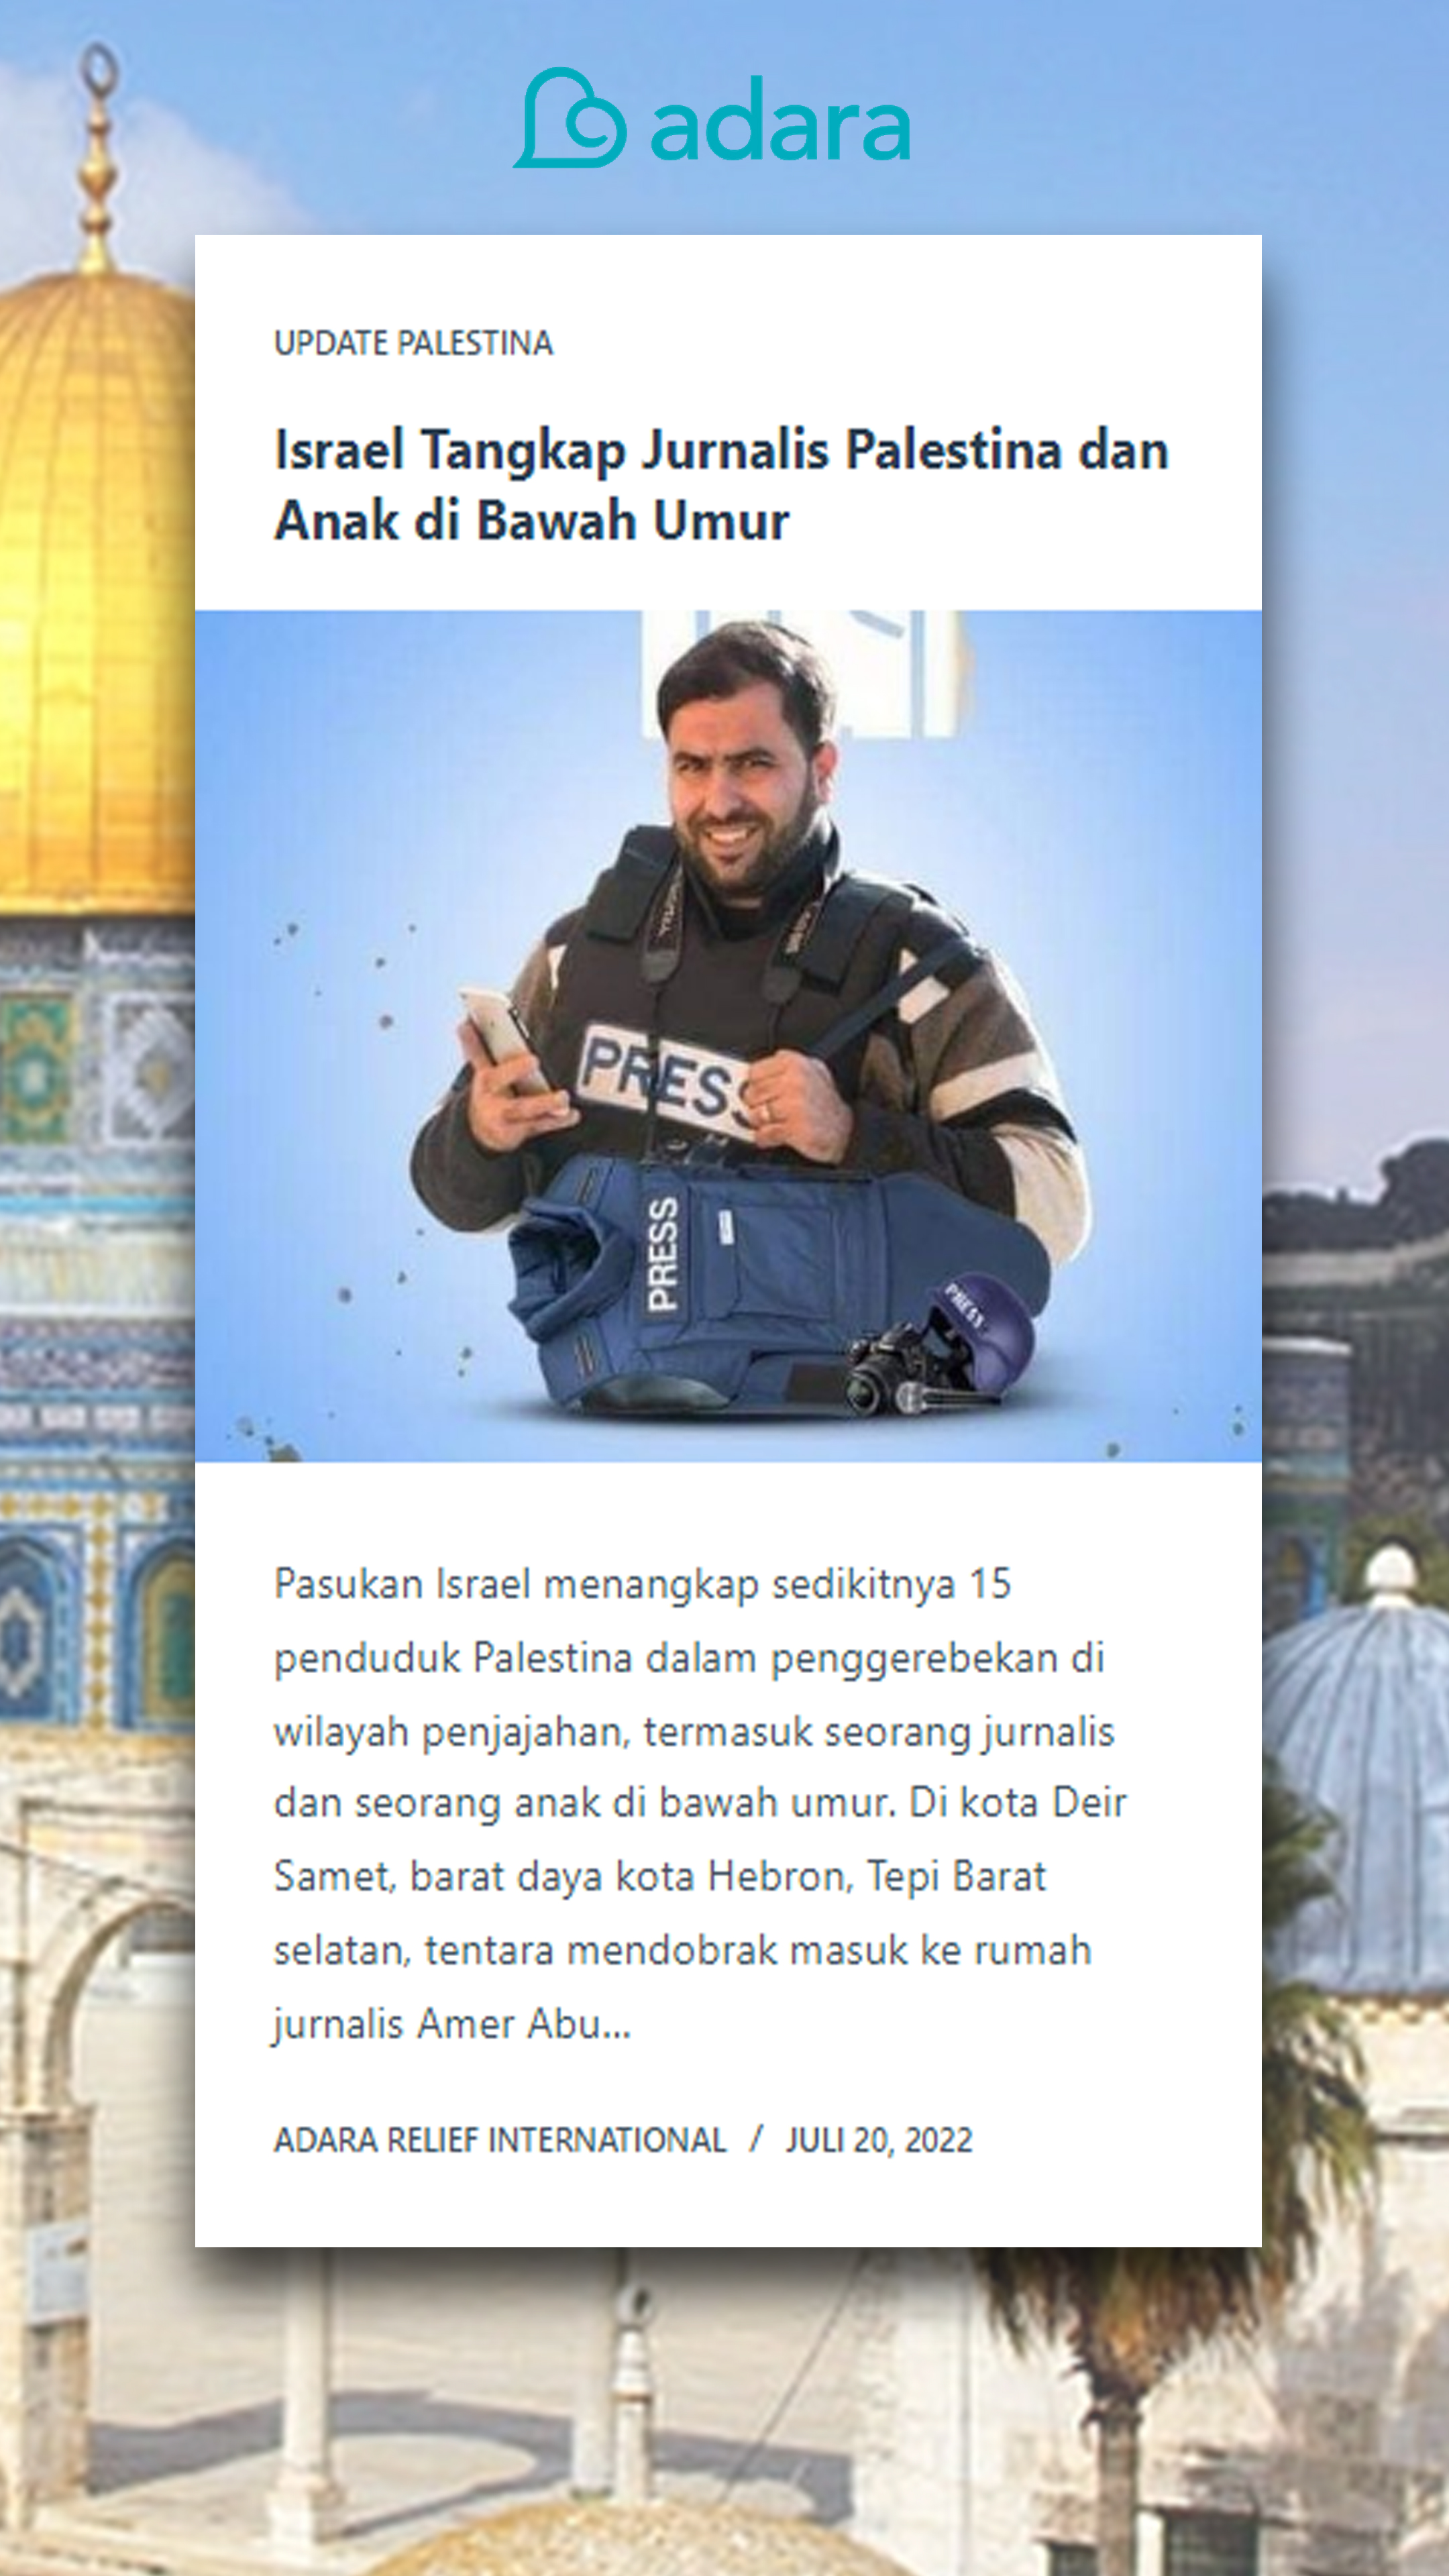 adara
UPDATE PALESTINA
Israel Tangkap Jurnalis Palestina dan
Anak di Bawah Umur
PRESS
PRESS
PRESS
Pasukan Israel menangkap sedikitnya 15
penduduk Palestina dalam penggerebekan di
wilayah penjajahan, termasuk seorang jurnalis
dan seorang anak di bawah umur. Di kota Deir
Samet, barat daya kota Hebron, Tepi Barat
selatan, tentara mendobrak masuk ke rumah
jurnalis Amer Abu...
ADARA RELIEF INTERNATIONAL / JULI 20, 2022